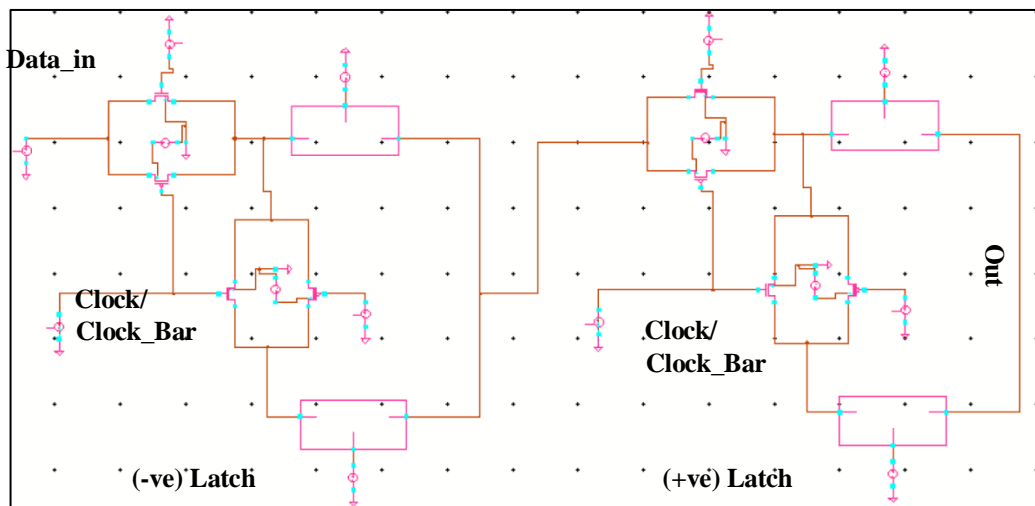 Data_in
Clock/
Clock_Bar
(-ve) Latch
Clock/
Clock_Bar
Out
(+ve) Latch